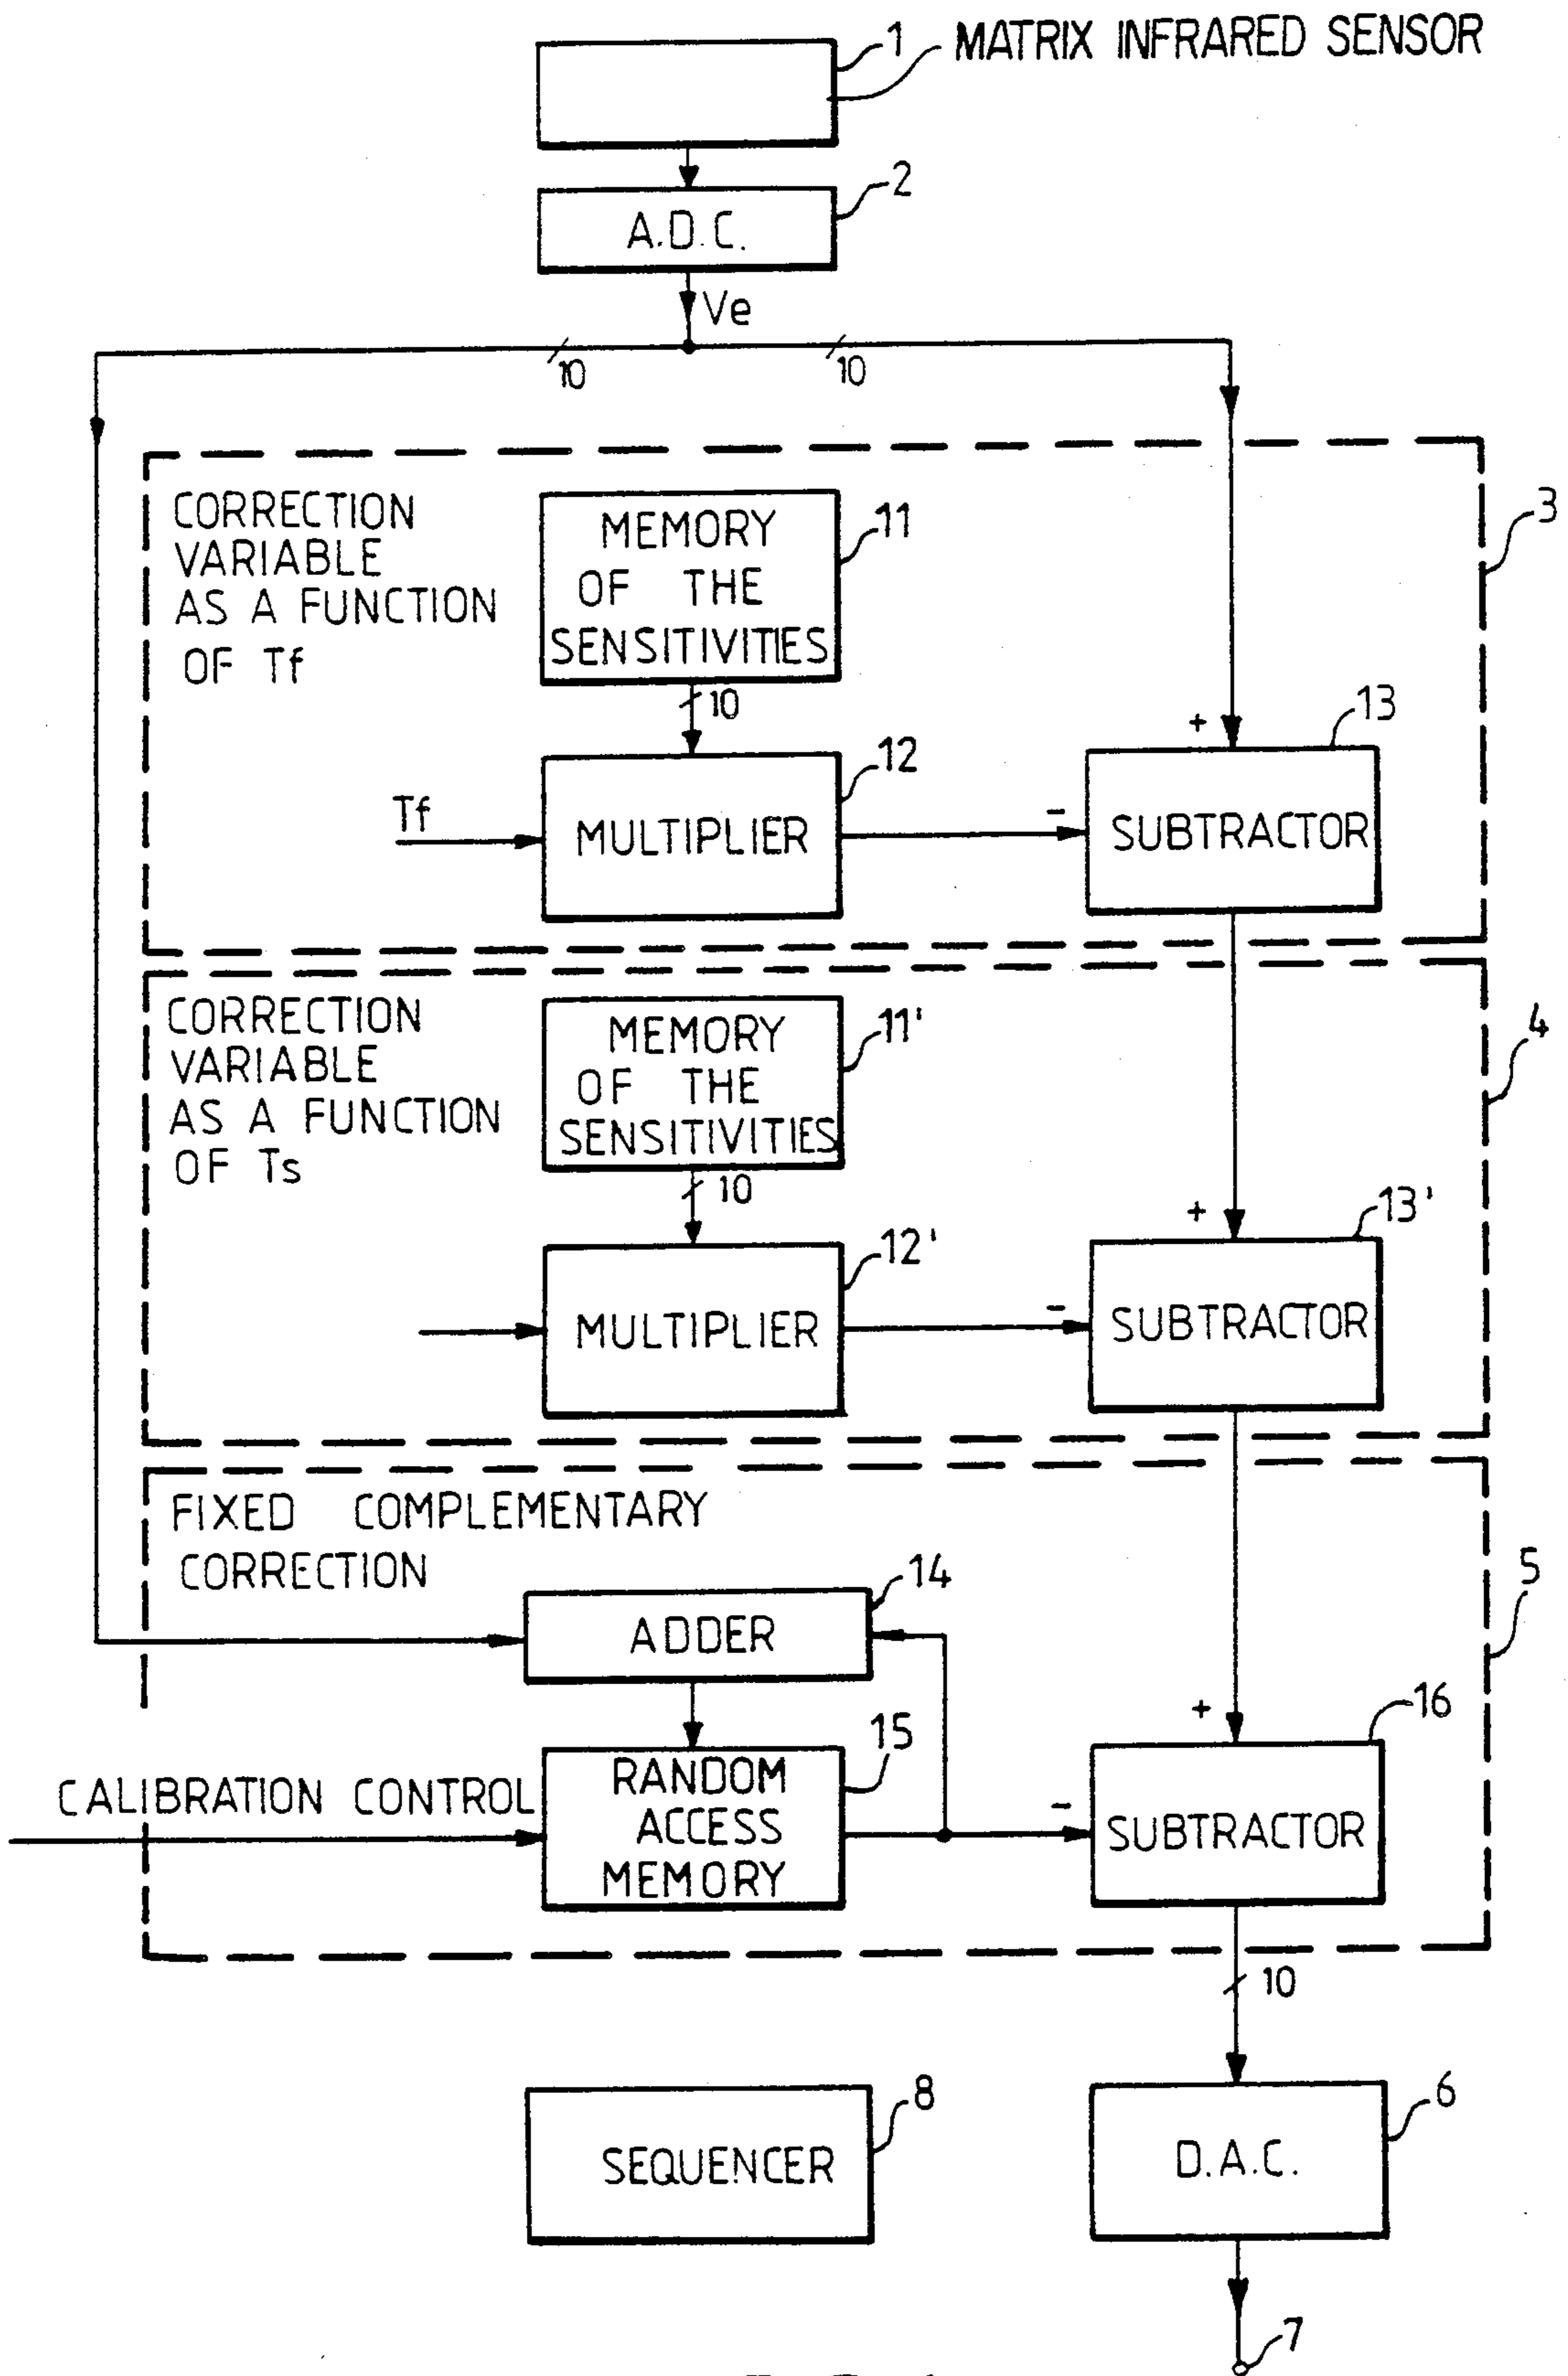 1
MATRIX INFRARED SENSOR
2
A.D.C.
Ve
10
10
CORRECTION
VARIABLE
AS A FUNCTION
OF Tf
MEMORY
OF THE
SENSITIVITIES
11
3
10
Tf
MULTIPLIER
12
+
-
13
SUBTRACTOR
CORRECTION
VARIABLE
AS A FUNCTION
OF Ts
MEMORY
OF THE
SENSITIVITIES
11'
4
10
MULTIPLIER
12'
+
-
13'
SUBTRACTOR
FIXED COMPLEMENTARY
CORRECTION
14
ADDER
5
CALIBRATION CONTROL
15
RANDOM
ACCESS
MEMORY
+
-
16
SUBTRACTOR
10
SEQUENCER
8
D.A.C.
6
7